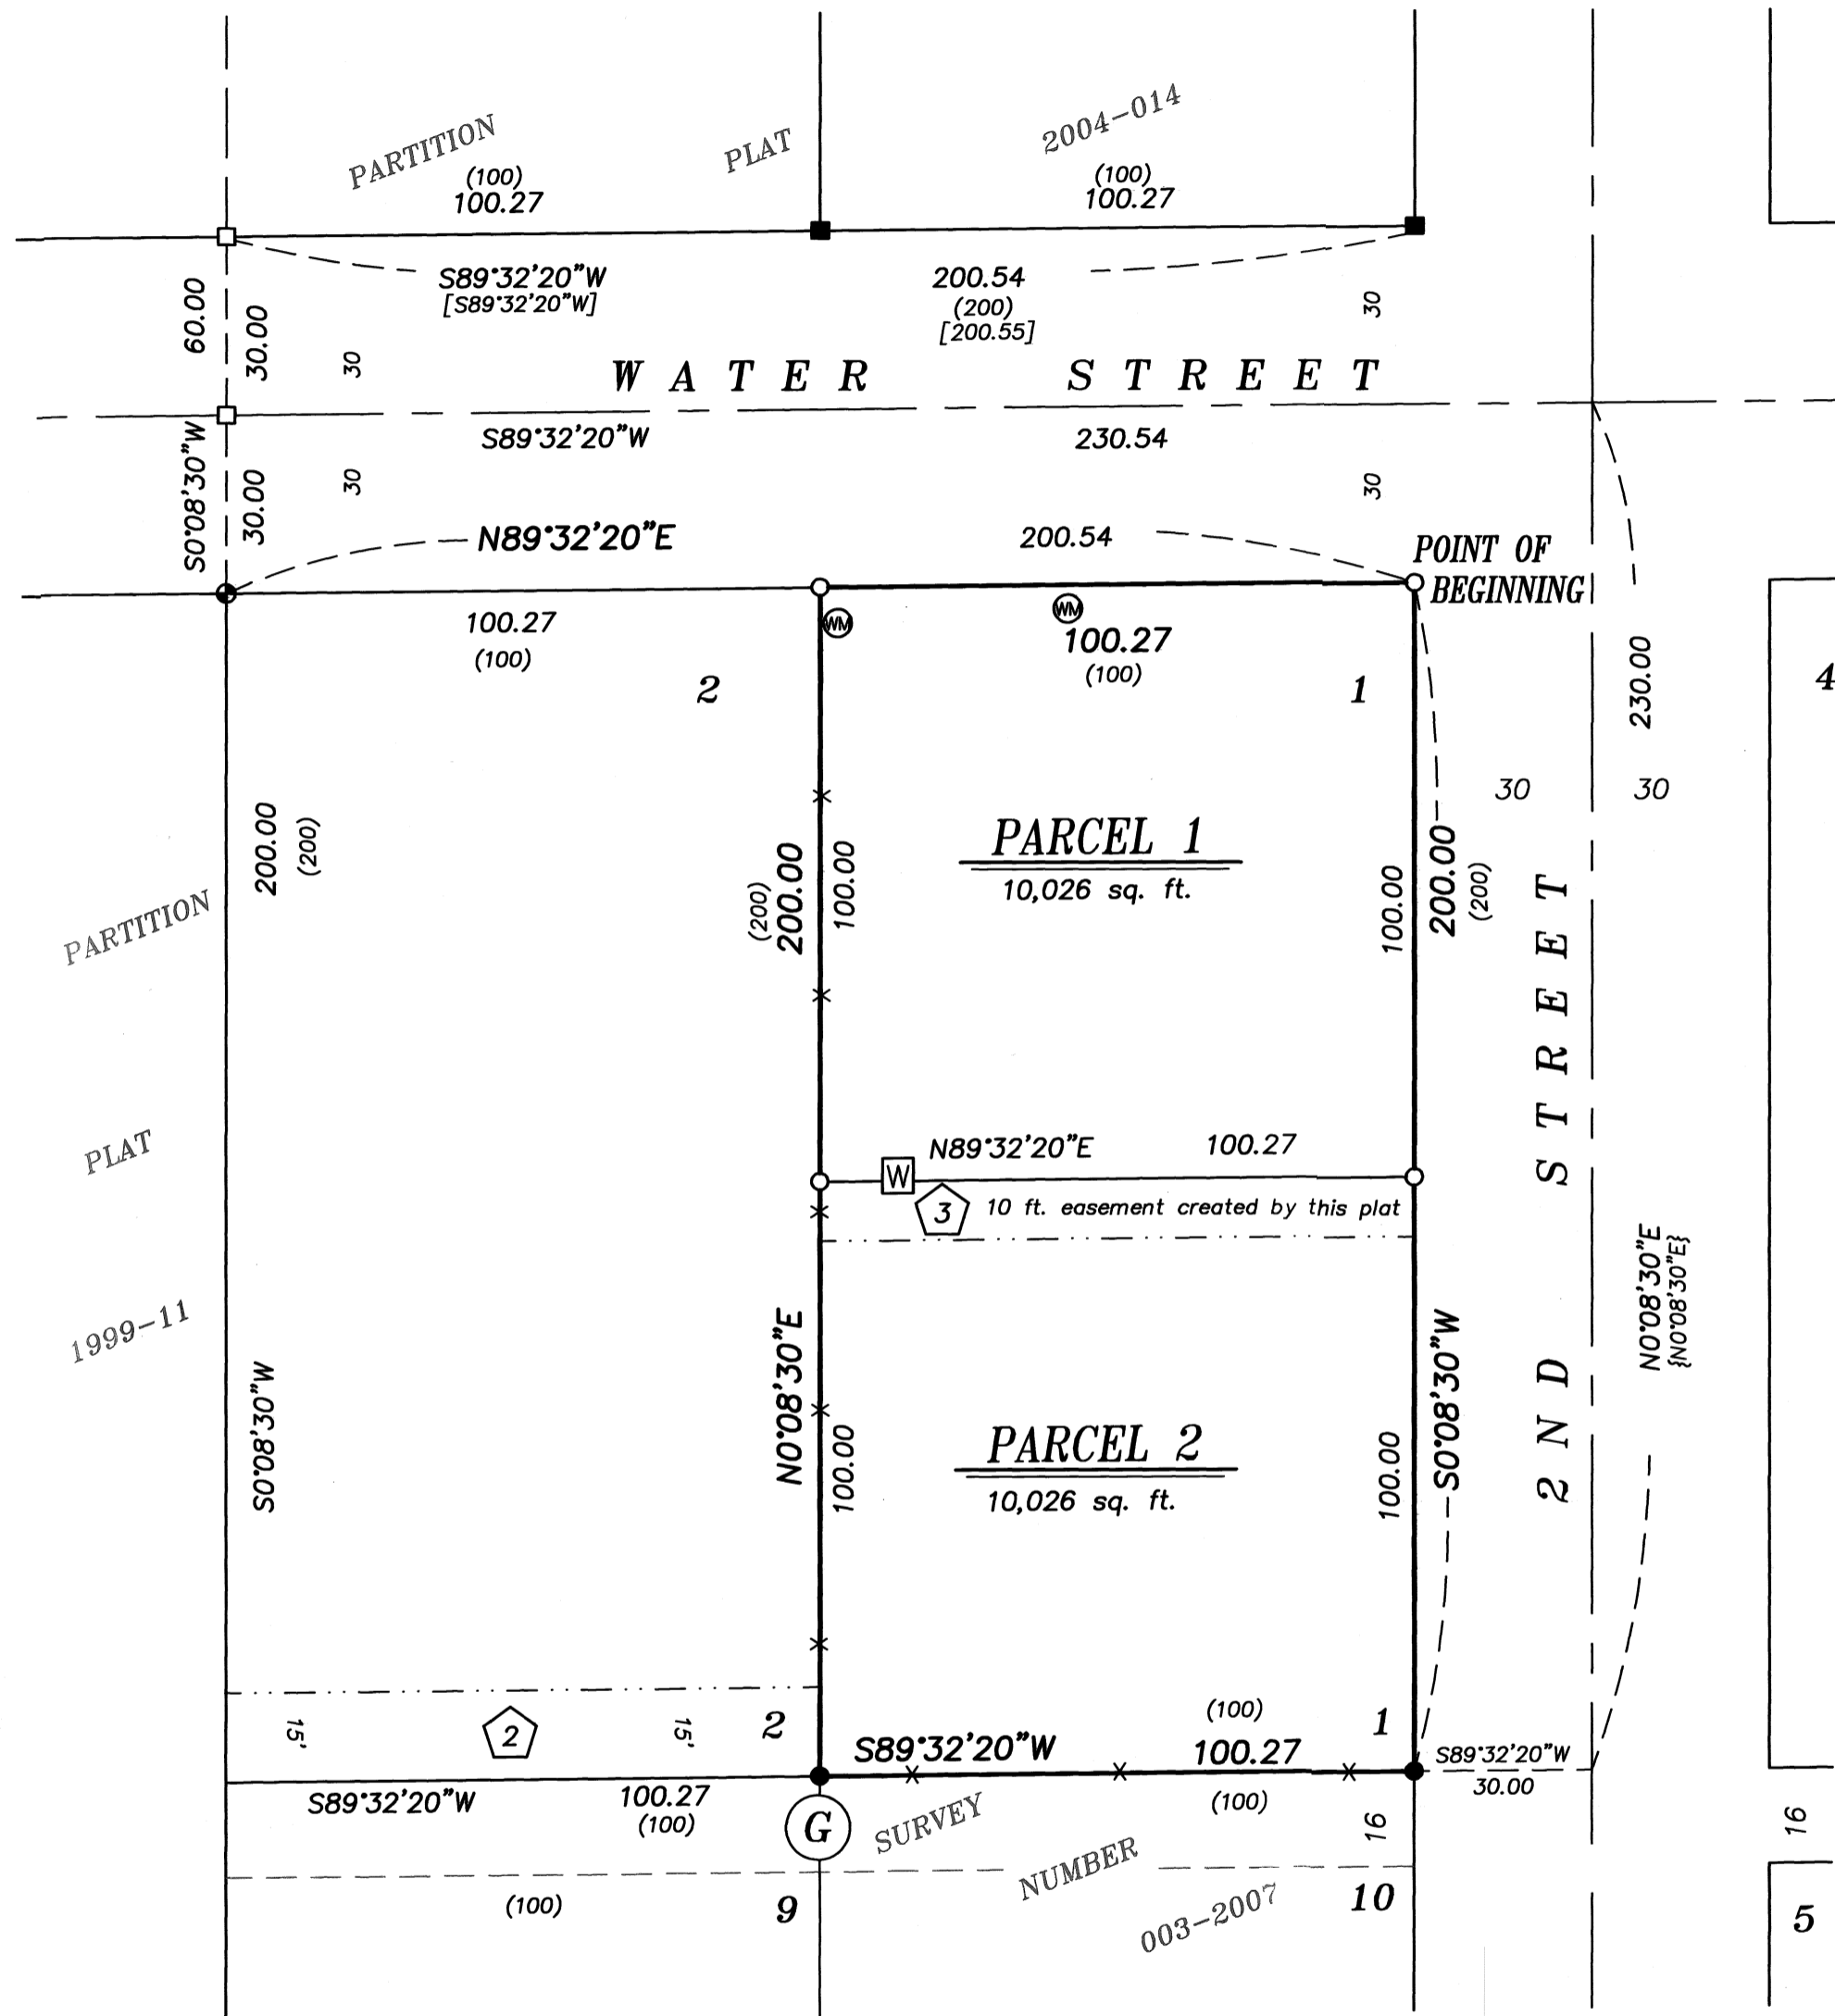 PARTITION PLAT 2004-014
(100)
100.27
(100)
100.27
S89°32'20"W
[S89°32'20"W]
200.54
(200)
[200.55]
60.00
30.00
30
30
WATER STREET
S89°32'20"W
230.54
S0°08'30"W
30.00
30
30
N89°32'20"E
200.54
POINT OF
BEGINNING
100.27
(100)
WM
WM
100.27
(100)
2
1
4
230.00
30
30
200.00
(200)
PARCEL 1
10,026 sq. ft.
(200)
200.00
100.00
100.00
200.00
(200)
PARTITION
PLAT
1999-11
2ND STREET
N89°32'20"E
100.27
W
3
10 ft. easement created by this plat
N0°08'30"E
{N0°08'30"E}
S0°08'30"W
N0°08'30"E
100.00
PARCEL 2
10,026 sq. ft.
100.00
S0°08'30"W
15'
2
15'
2
(100)
1
S89°32'20"W
100.27
S89°32'20"W
30.00
S89°32'20"W
100.27
(100)
G
(100)
16
16
SURVEY
NUMBER
003-2007
(100)
9
10
5